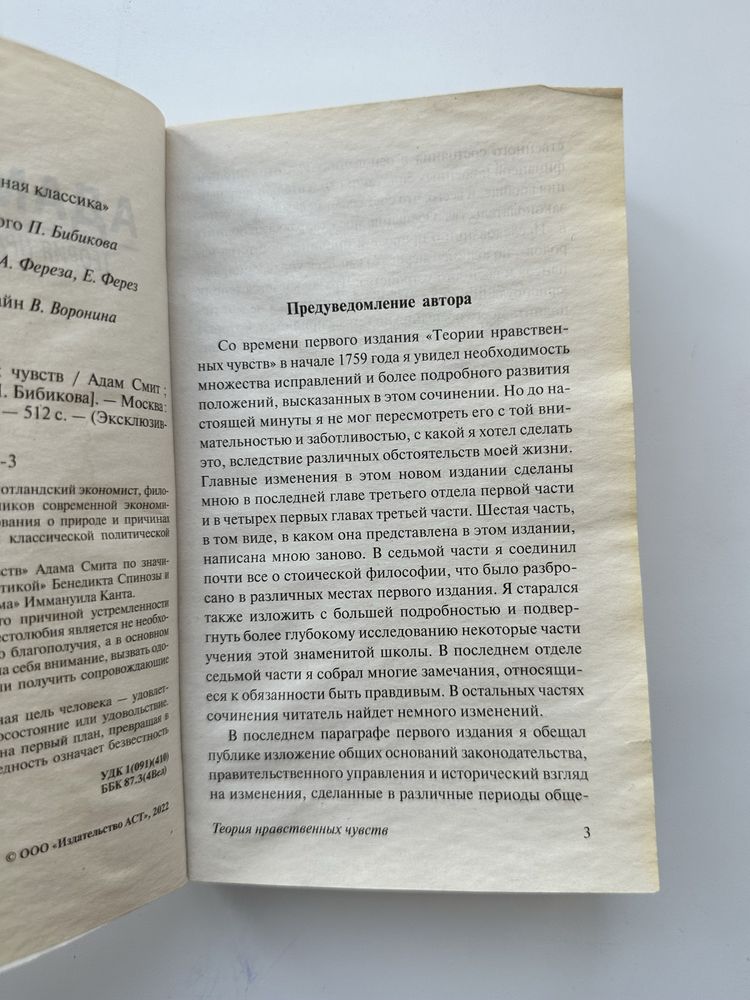 ная классика»
ого П. Бибикова
А. Фереза, Е. Ферез
айн В. Воронина
х чувств / Адам Смит ;
П. Бибикова]. — Москва:
— 512 с. — (Эксклюзив-
-3
отландский экономист, фило-
ников современной экономи-
ования о природе и причинах
классической политической
ств» Адама Смита по значи-
тикой» Бенедикта Спинозы и
ма» Иммануила Канта.
го причиной устремленности
естолюбия является не необхо-
о благополучия, а в основном
на себя внимание, вызвать одо-
ли получить сопровождающие
ная цель человека — удовлет-
осостояние или удовольствие.
на первый план, превращая в
едность означает безвестность
УДК 1(091)(410)
ББК 87.3(4Вел)
© ООО «Издательство АСТ», 2022
Предуведомление автора
Со времени первого издания «Теории нравствен-
ных чувств» в начале 1759 года я увидел необходимость
множества исправлений и более подробного развития
положений, высказанных в этом сочинении. Но до на-
стоящей минуты я не мог пересмотреть его с той вни-
мательностью и заботливостью, с какой я хотел сделать
это, вследствие различных обстоятельств моей жизни.
Главные изменения в этом новом издании сделаны
мною в последней главе третьего отдела первой части
и в четырех первых главах третьей части. Шестая часть,
в том виде, в каком она представлена в этом издании,
написана мною заново. В седьмой части я соединил
почти все о стоической философии, что было разбро-
сано в различных местах первого издания. Я старался
также изложить с большей подробностью и подвер-
гнуть более глубокому исследованию некоторые части
учения этой знаменитой школы. В последнем отделе
седьмой части я собрал многие замечания, относящи-
еся к обязанности быть правдивым. В остальных частях
сочинения читатель найдет немного изменений.
В последнем параграфе первого издания я обещал
публике изложение общих оснований законодательства,
правительственного управления и исторический взгляд
на изменения, сделанные в различные периоды обще-
Теория нравственных чувств
3